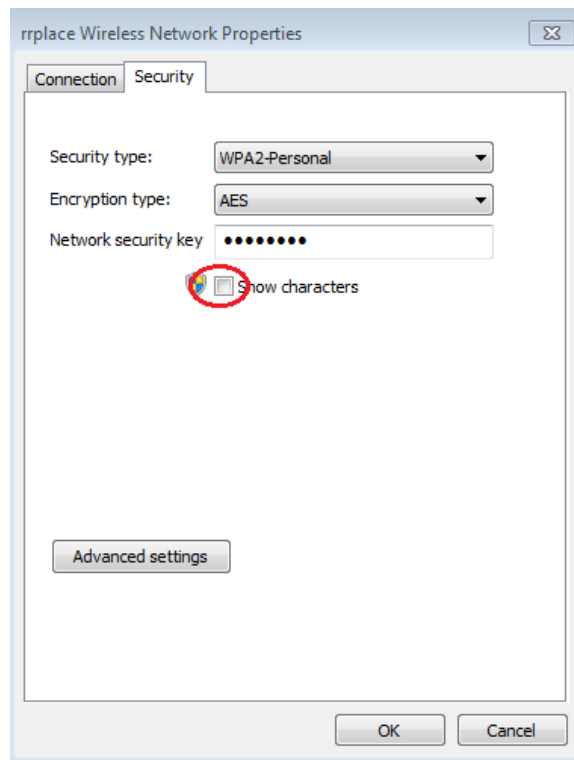 rrplace Wireless Network Properties
Connection Security
Security type: WPA2-Personal
Encryption type: AES
Network security key ••••••••
Show characters
Advanced settings
OK Cancel